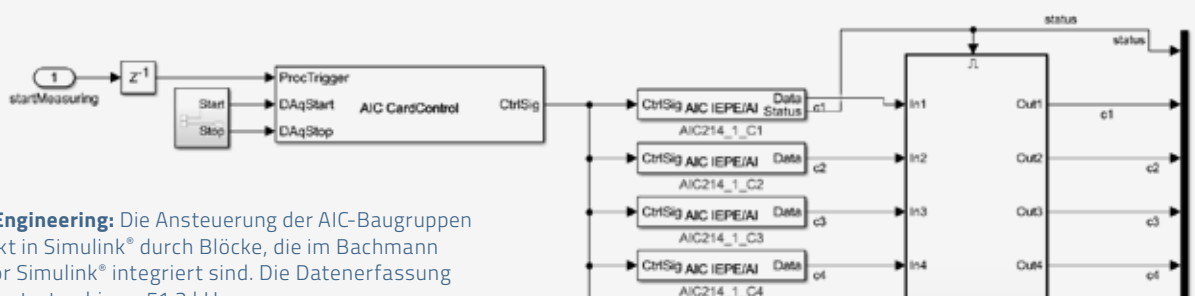 status
status
1
startMeasuring
z-1
Start
Stop
ProcTrigger
DAqStart
DAqStop
AIC CardControl
CtrlSig
CtrlSig AIC IEPE/AI Data
Status
c1
AIC214_1_C1
CtrlSig AIC IEPE/AI Data
c2
AIC214_1_C2
CtrlSig AIC IEPE/AI Data
c3
AIC214_1_C3
CtrlSig AIC IEPE/AI Data
c4
AIC214_1_C4
In1
In2
In3
In4
Out1
Out2
Out3
Out4
c1
c2
c3
c4
Engineering: Die Ansteuerung der AIC-Baugruppen
kt in Simulink® durch Blöcke, die im Bachmann
or Simulink® integriert sind. Die Datenerfassung